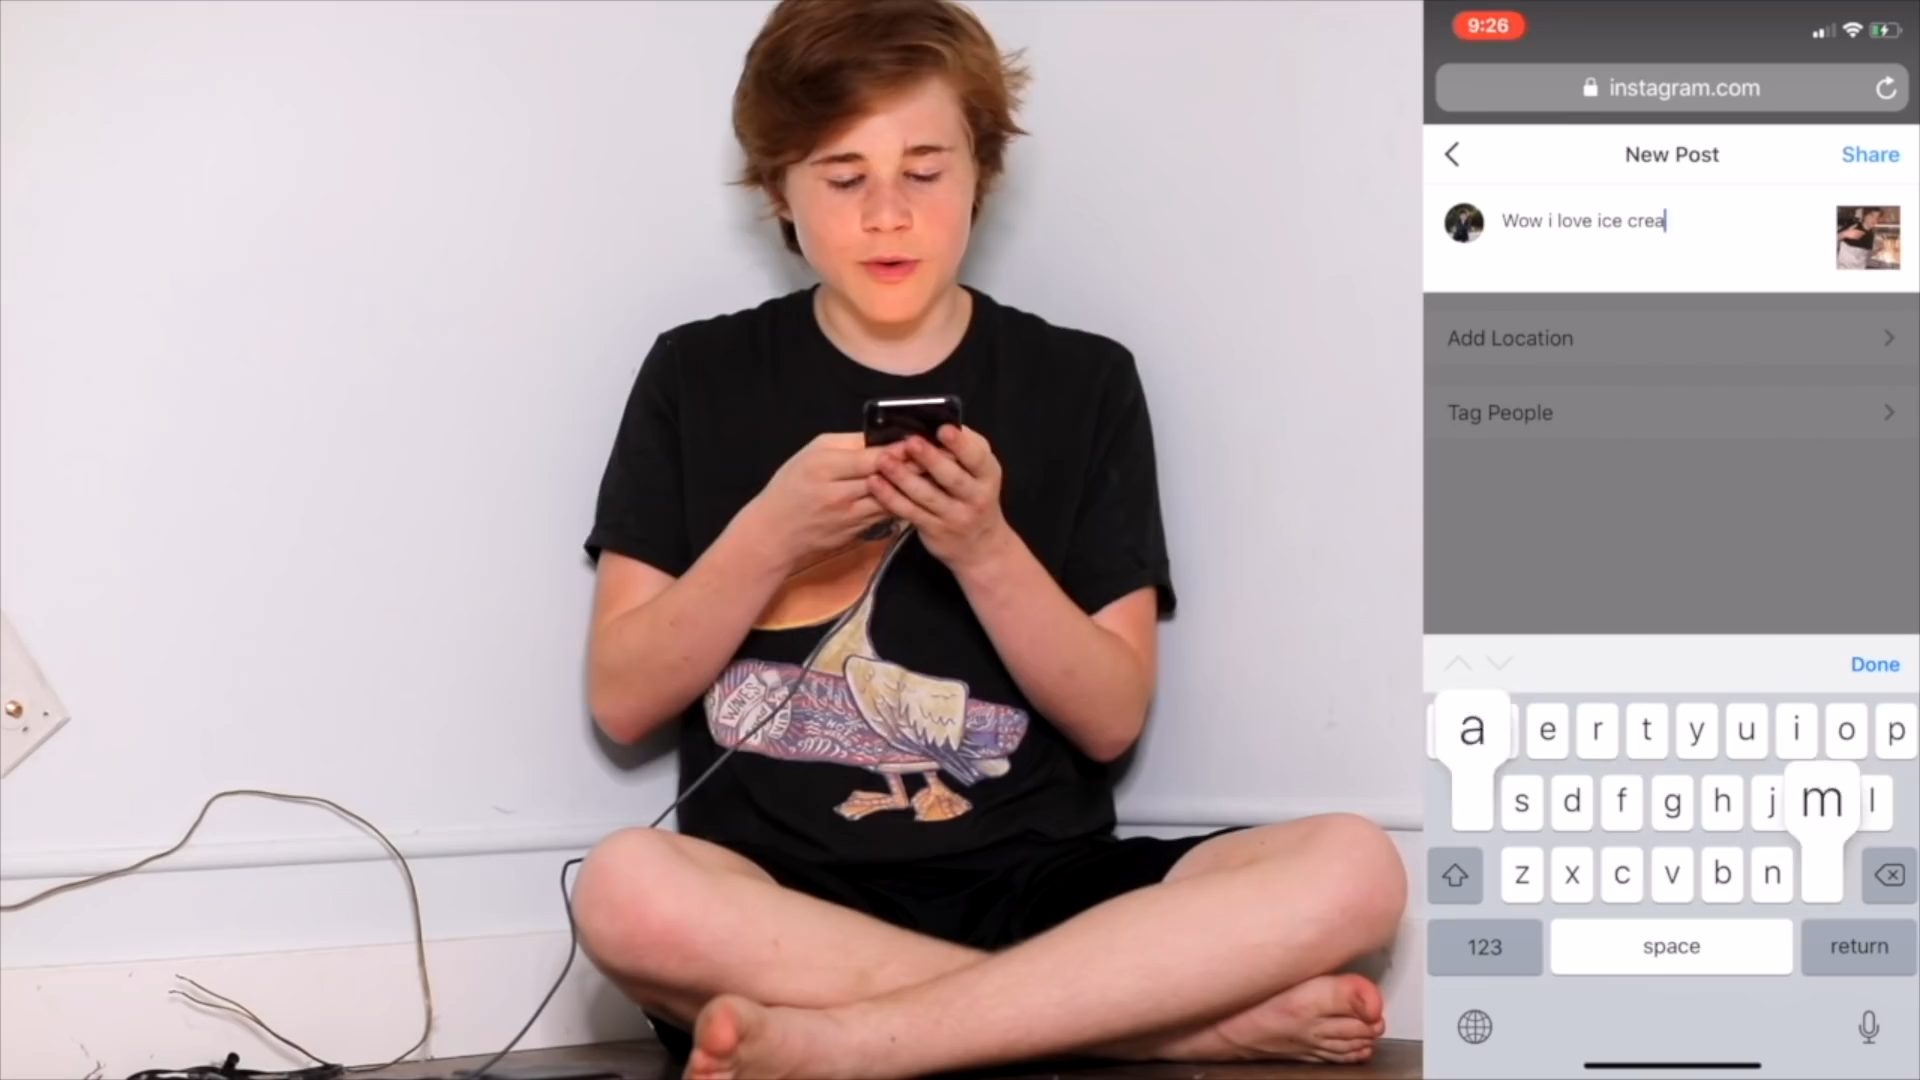 9:26
instagram.com
New Post
Share
Wow i love ice crea
Add Location
Tag People
Done
a e r t y u i o p
s d f g h j m l
z x c v b n
123 space return
WAVES